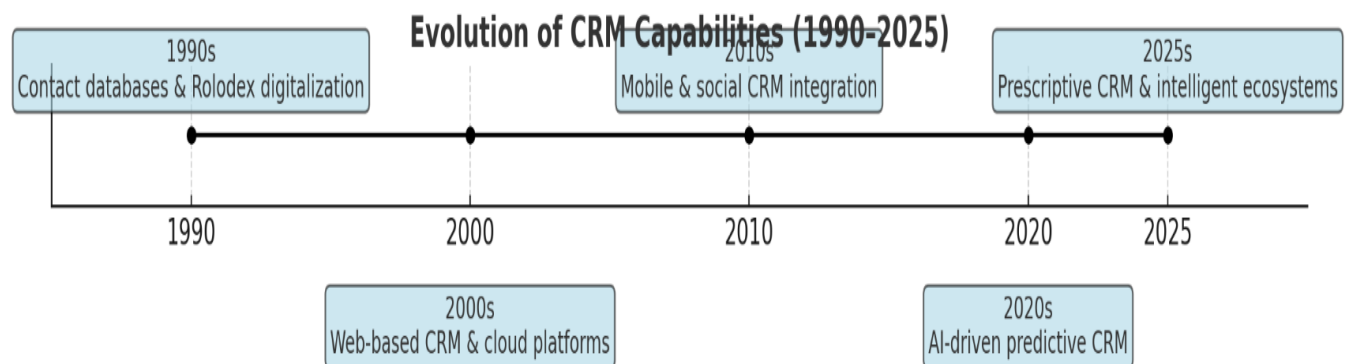 Evolution of CRM Capabilities (1990–2025)
1990s
Contact databases & Rolodex digitalization
2010s
Mobile & social CRM integration
2025s
Prescriptive CRM & intelligent ecosystems
1990
2000
2010
2020
2025
2000s
Web-based CRM & cloud platforms
2020s
AI-driven predictive CRM